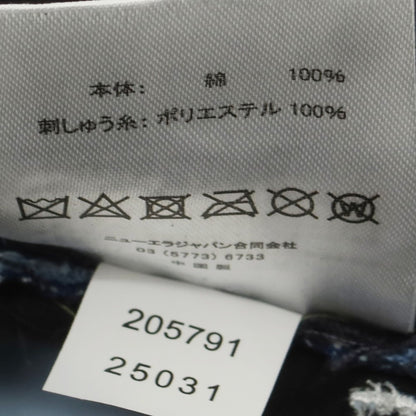 本体: 綿 100%
刺しゅう糸: ポリエステル 100%
W
ニューエラジャパン合同会社
03 (5773) 6733
中国製
205791
25031